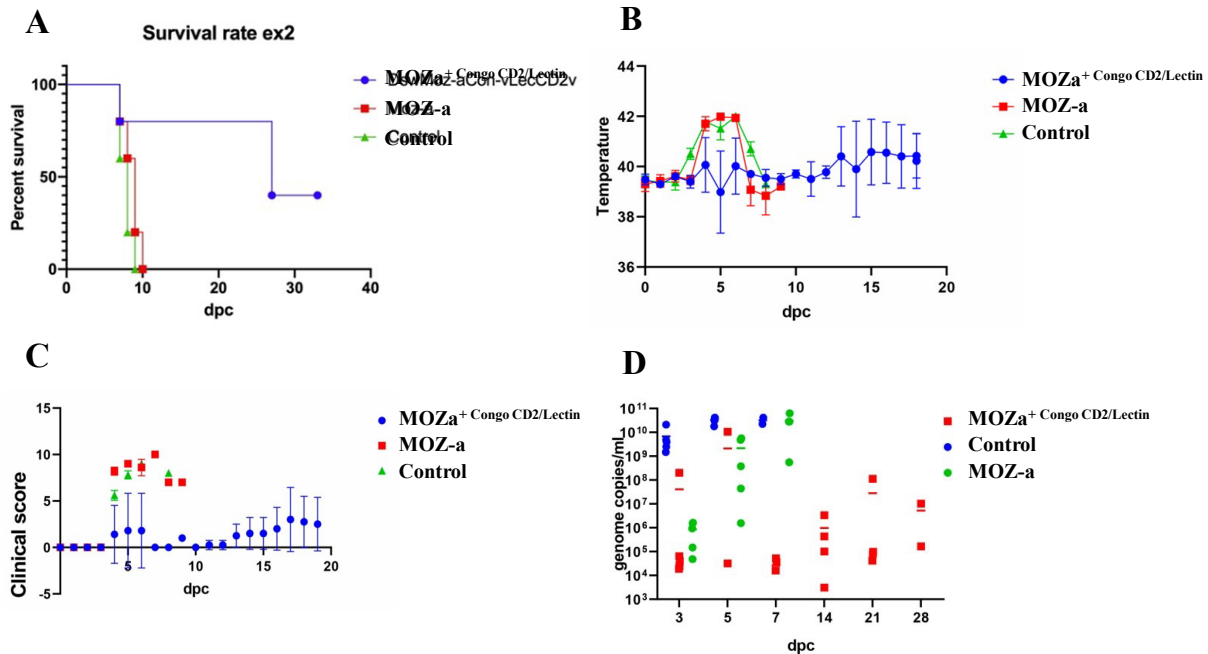 A
Survival rate ex2
Percent survival
100
50
0
0 10 20 30 40
dpc
MOZa+ Congo CD2/Lectin
MOZ-a
Control
B
Temperature
44
42
40
38
36
0 5 10 15 20
dpc
MOZa+ Congo CD2/Lectin
MOZ-a
Control
C
Clinical score
15
10
5
0
-5
5 10 15 20
dpc
MOZa+ Congo CD2/Lectin
MOZ-a
Control
D
genome copies/ml
10¹¹
10¹⁰
10⁹
10⁸
10⁷
10⁶
10⁵
10⁴
10³
3 5 7 14 21 28
dpc
MOZa+ Congo CD2/Lectin
Control
MOZ-a